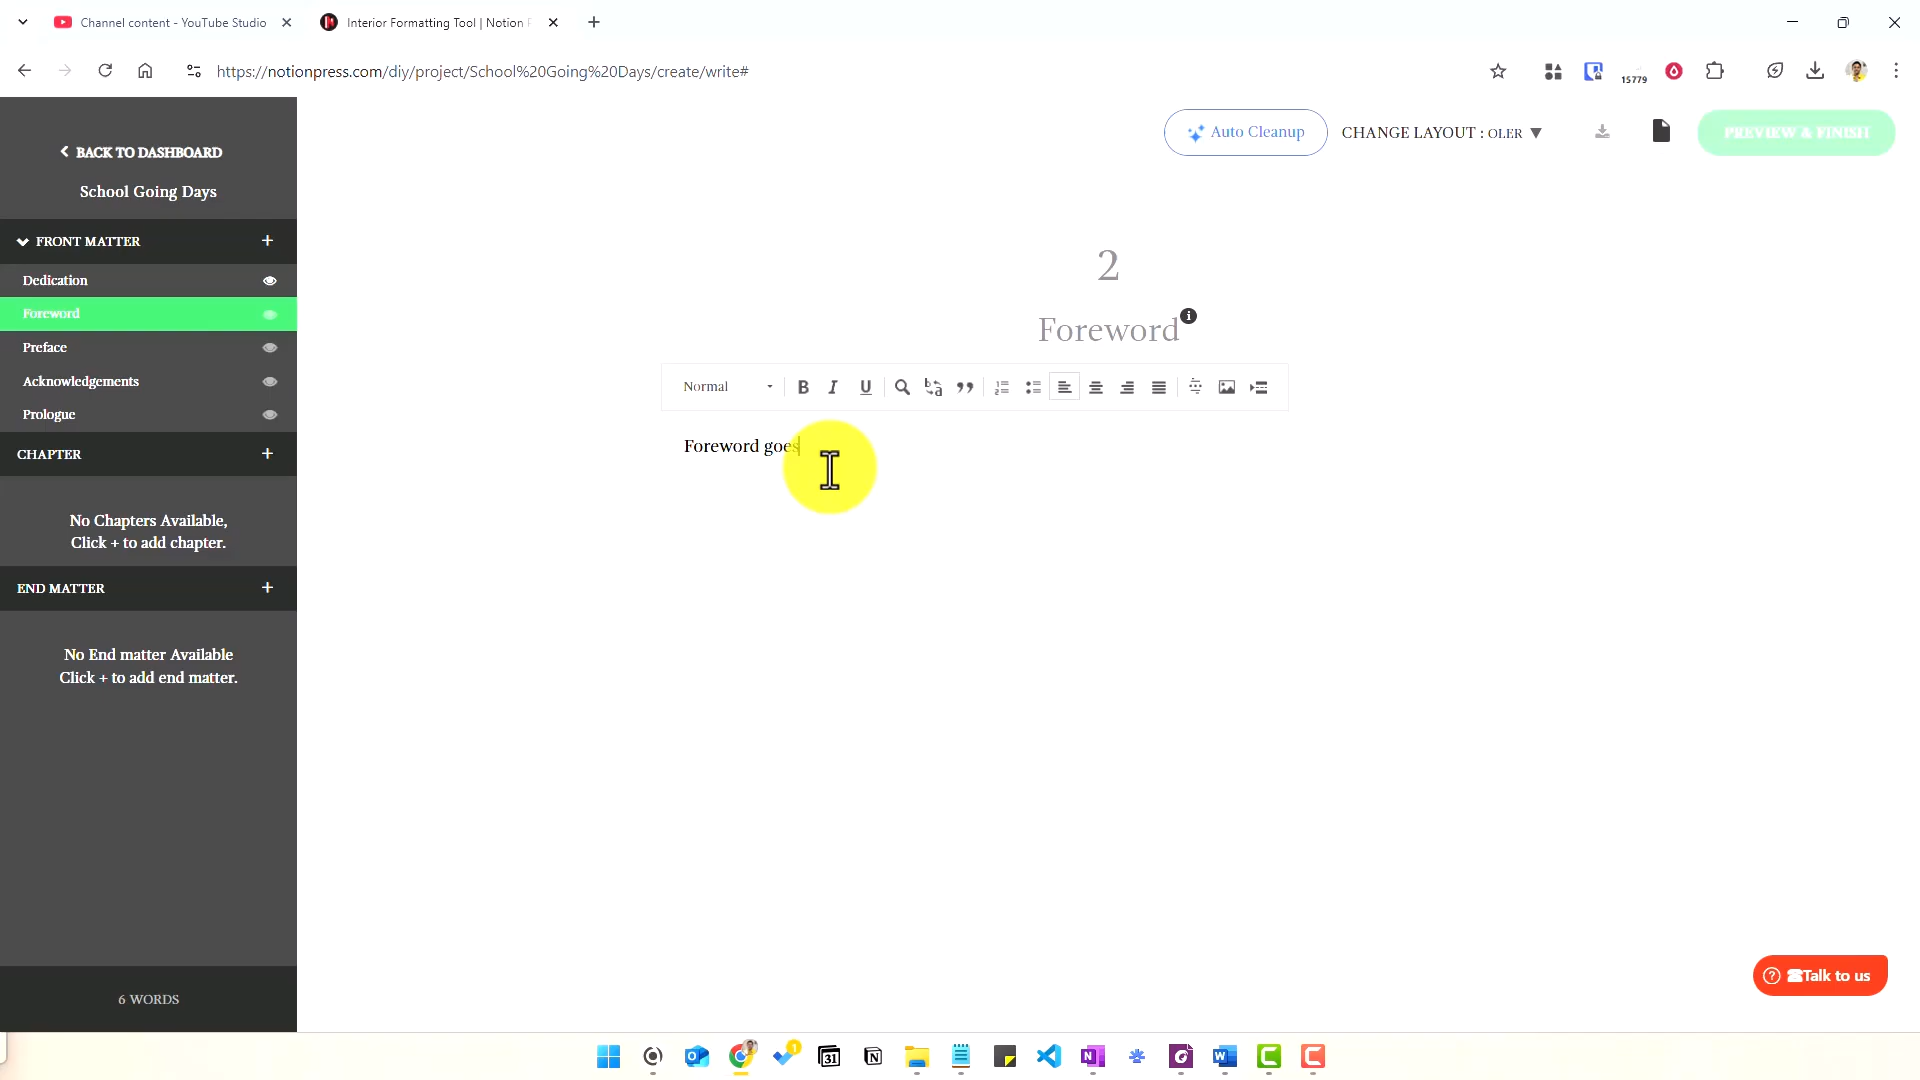 Channel content - YouTube Studio
Interior Formatting Tool | Notion P
https://notionpress.com/diy/project/School%20Going%20Days/create/write#
15779
BACK TO DASHBOARD
School Going Days
Auto Cleanup
CHANGE LAYOUT : OLER ▼
PREVIEW & FINISH
FRONT MATTER +
Dedication
Foreword
Preface
Acknowledgements
Prologue
CHAPTER +
No Chapters Available,
Click + to add chapter.
END MATTER +
No End matter Available
Click + to add end matter.
6 WORDS
2
Foreword
Normal
B I U
Foreword goes
Talk to us
1
31